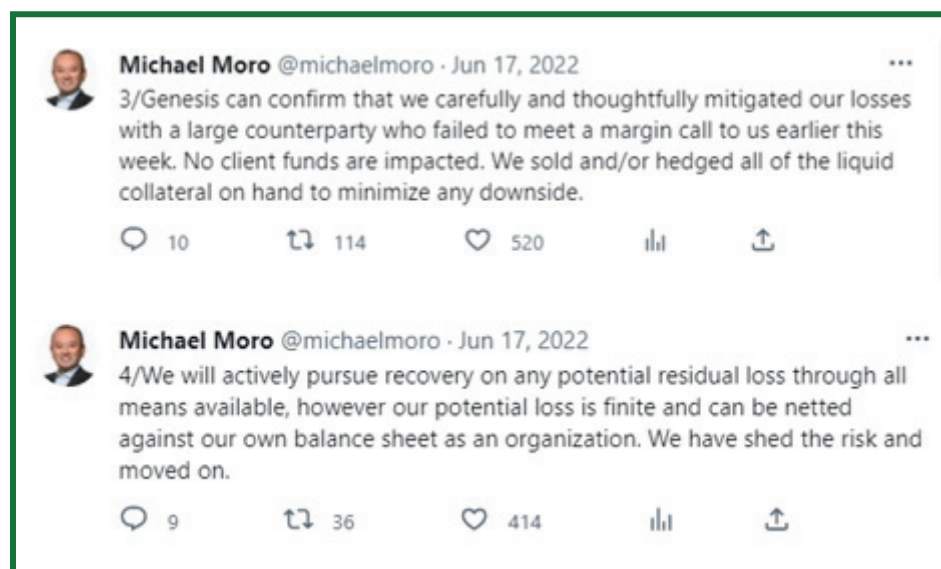 Michael Moro @michaelmoro · Jun 17, 2022 ...
3/Genesis can confirm that we carefully and thoughtfully mitigated our losses
with a large counterparty who failed to meet a margin call to us earlier this
week. No client funds are impacted. We sold and/or hedged all of the liquid
collateral on hand to minimize any downside.
10 114 520
Michael Moro @michaelmoro · Jun 17, 2022 ...
4/We will actively pursue recovery on any potential residual loss through all
means available, however our potential loss is finite and can be netted
against our own balance sheet as an organization. We have shed the risk and
moved on.
9 36 414